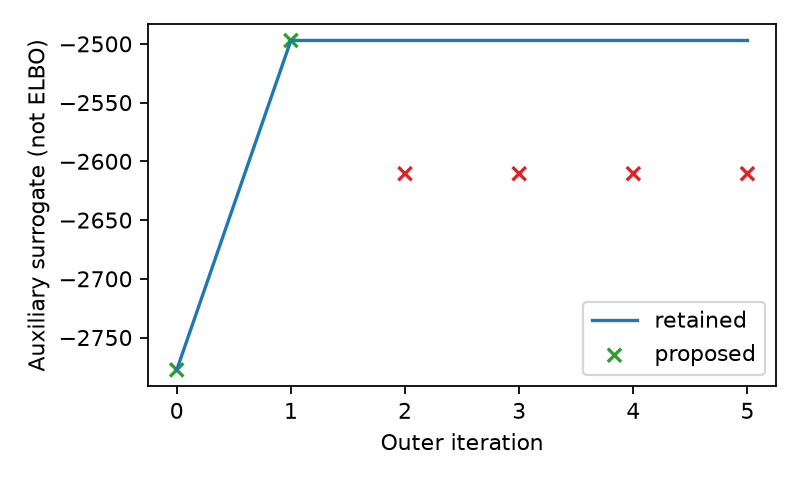 Auxiliary surrogate (not ELBO)
−2500
−2550
−2600
−2650
−2700
−2750
retained
proposed
0 1 2 3 4 5
Outer iteration